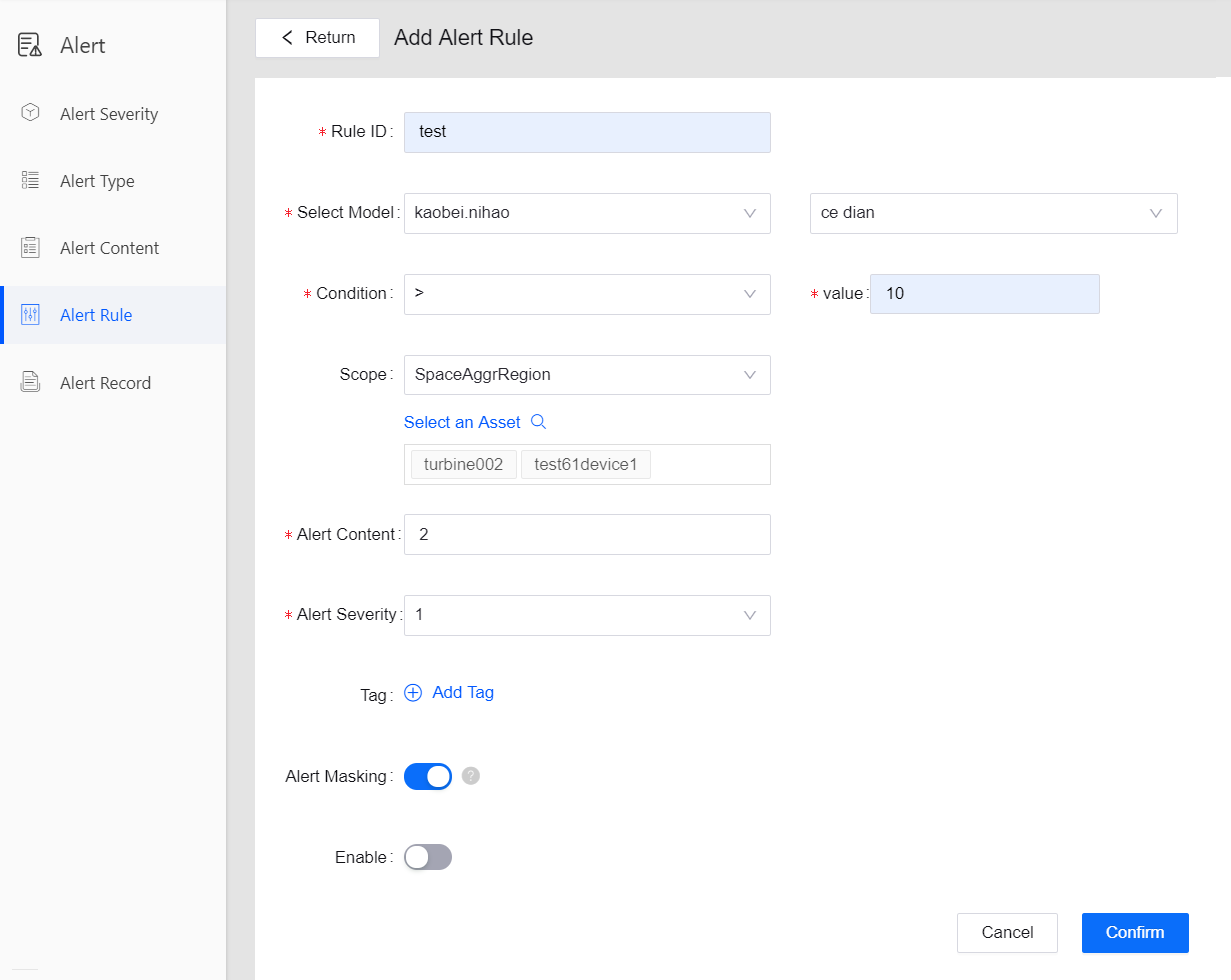 Alert
Alert Severity
Alert Type
Alert Content
Alert Rule
Alert Record
Return
Add Alert Rule
* Rule ID: test
* Select Model: kaobei.nihao ce dian
* Condition: > * value: 10
Scope: SpaceAggrRegion
Select an Asset
turbine002 test61device1
* Alert Content: 2
* Alert Severity: 1
Tag: Add Tag
Alert Masking: ?
Enable:
Cancel Confirm